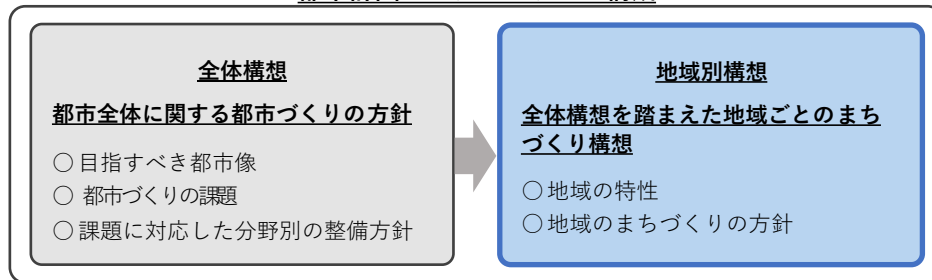 全体構想
都市全体に関する都市づくりの方針
○目指すべき都市像
○都市づくりの課題
○課題に対応した分野別の整備方針
地域別構想
全体構想を踏まえた地域ごとのまち
づくり構想
○地域の特性
○地域のまちづくりの方針